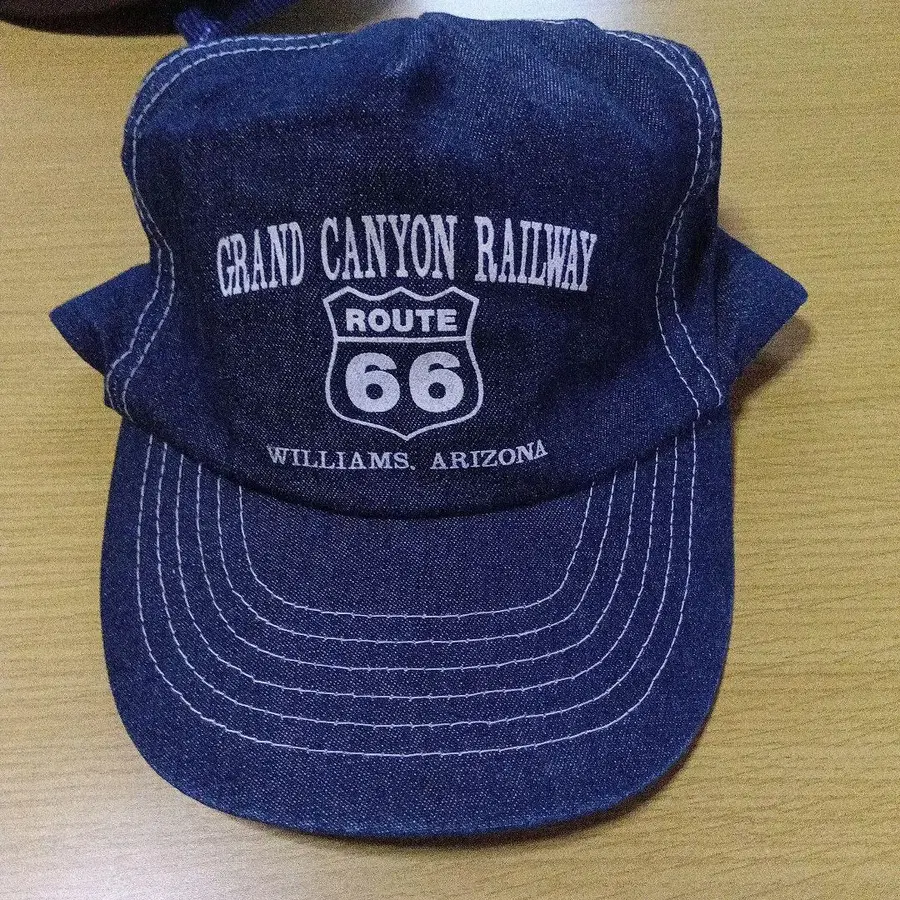 GRAND CANYON RAILWAY
ROUTE
66
WILLIAMS, ARIZONA